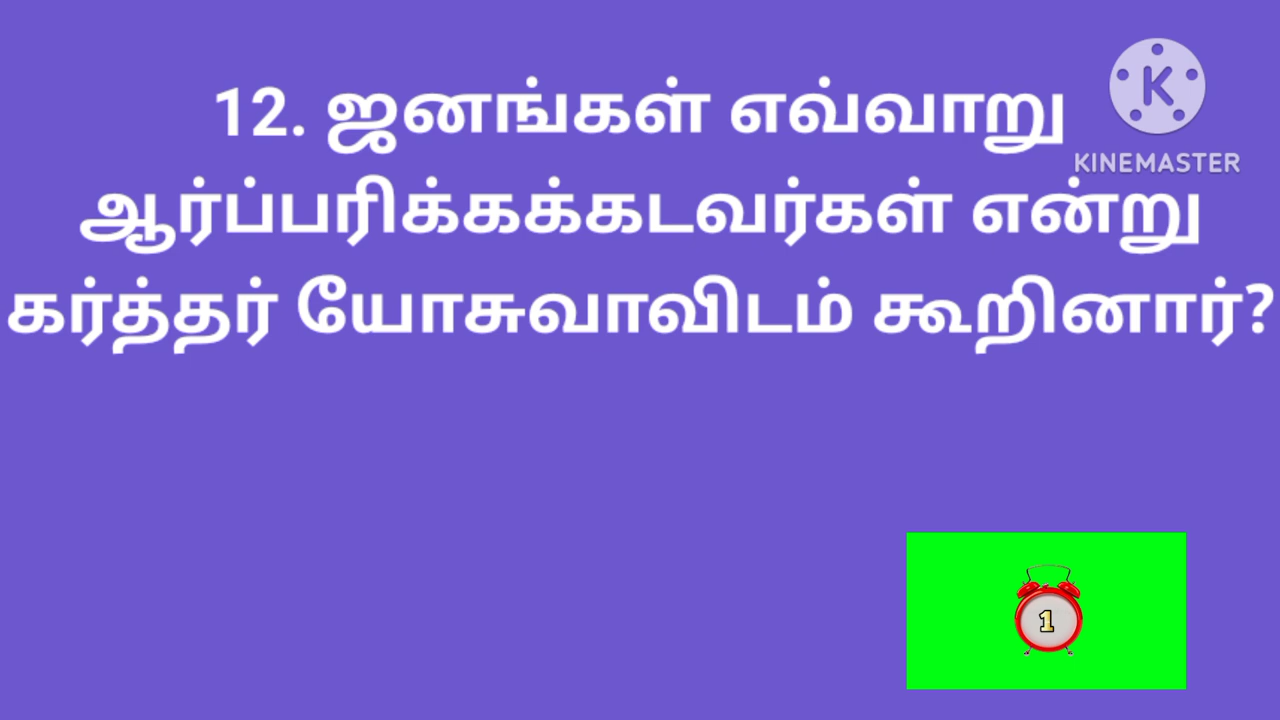 12. ஜனங்கள் எவ்வாறு
ஆர்ப்பரிக்கக்கடவர்கள் என்று
கர்த்தர் யோசுவாவிடம் கூறினார்?
K
KINEMASTER
1